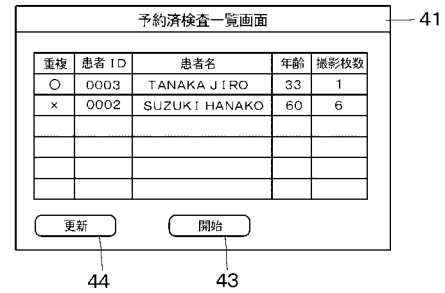 予約済検査一覧画面
41
重複 患者ID 患者名 年齢 撮影枚数
○ 0003 TANAKA JIRO 33 1
× 0002 SUZUKI HANAKO 60 6
更新 開始
44 43